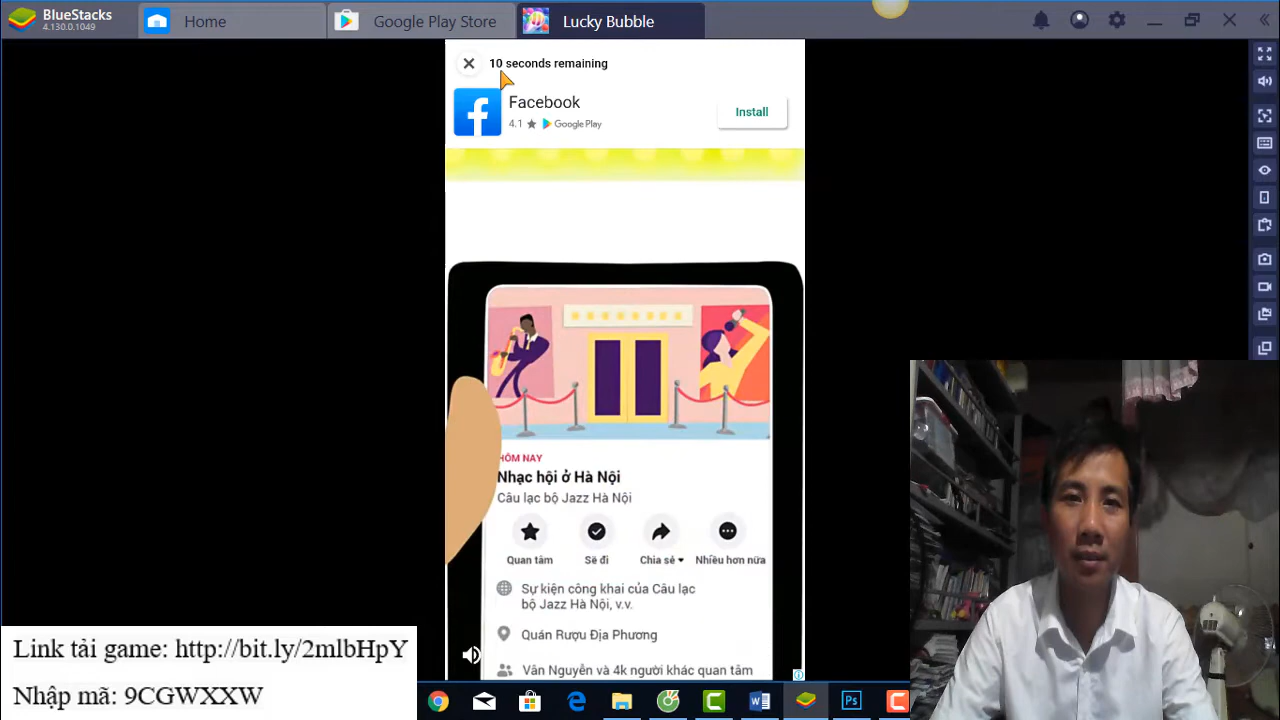 BlueStacks
4.130.0.1049
Home
Google Play Store
Lucky Bubble
10 seconds remaining
Facebook
4.1 ★ Google Play
Install
HÔM NAY
Nhạc hội ở Hà Nội
Câu lạc bộ Jazz Hà Nội
Quan tâm
Sẽ đi
Chia sẻ
Nhiều hơn nữa
Sự kiện công khai của Câu lạc
bộ Jazz Hà Nội, v.v.
Quán Rượu Địa Phương
Vân Nguyễn và 4k người khác quan tâm
Link tải game: http://bit.ly/2mlbHpY
Nhập mã: 9CGWXXW